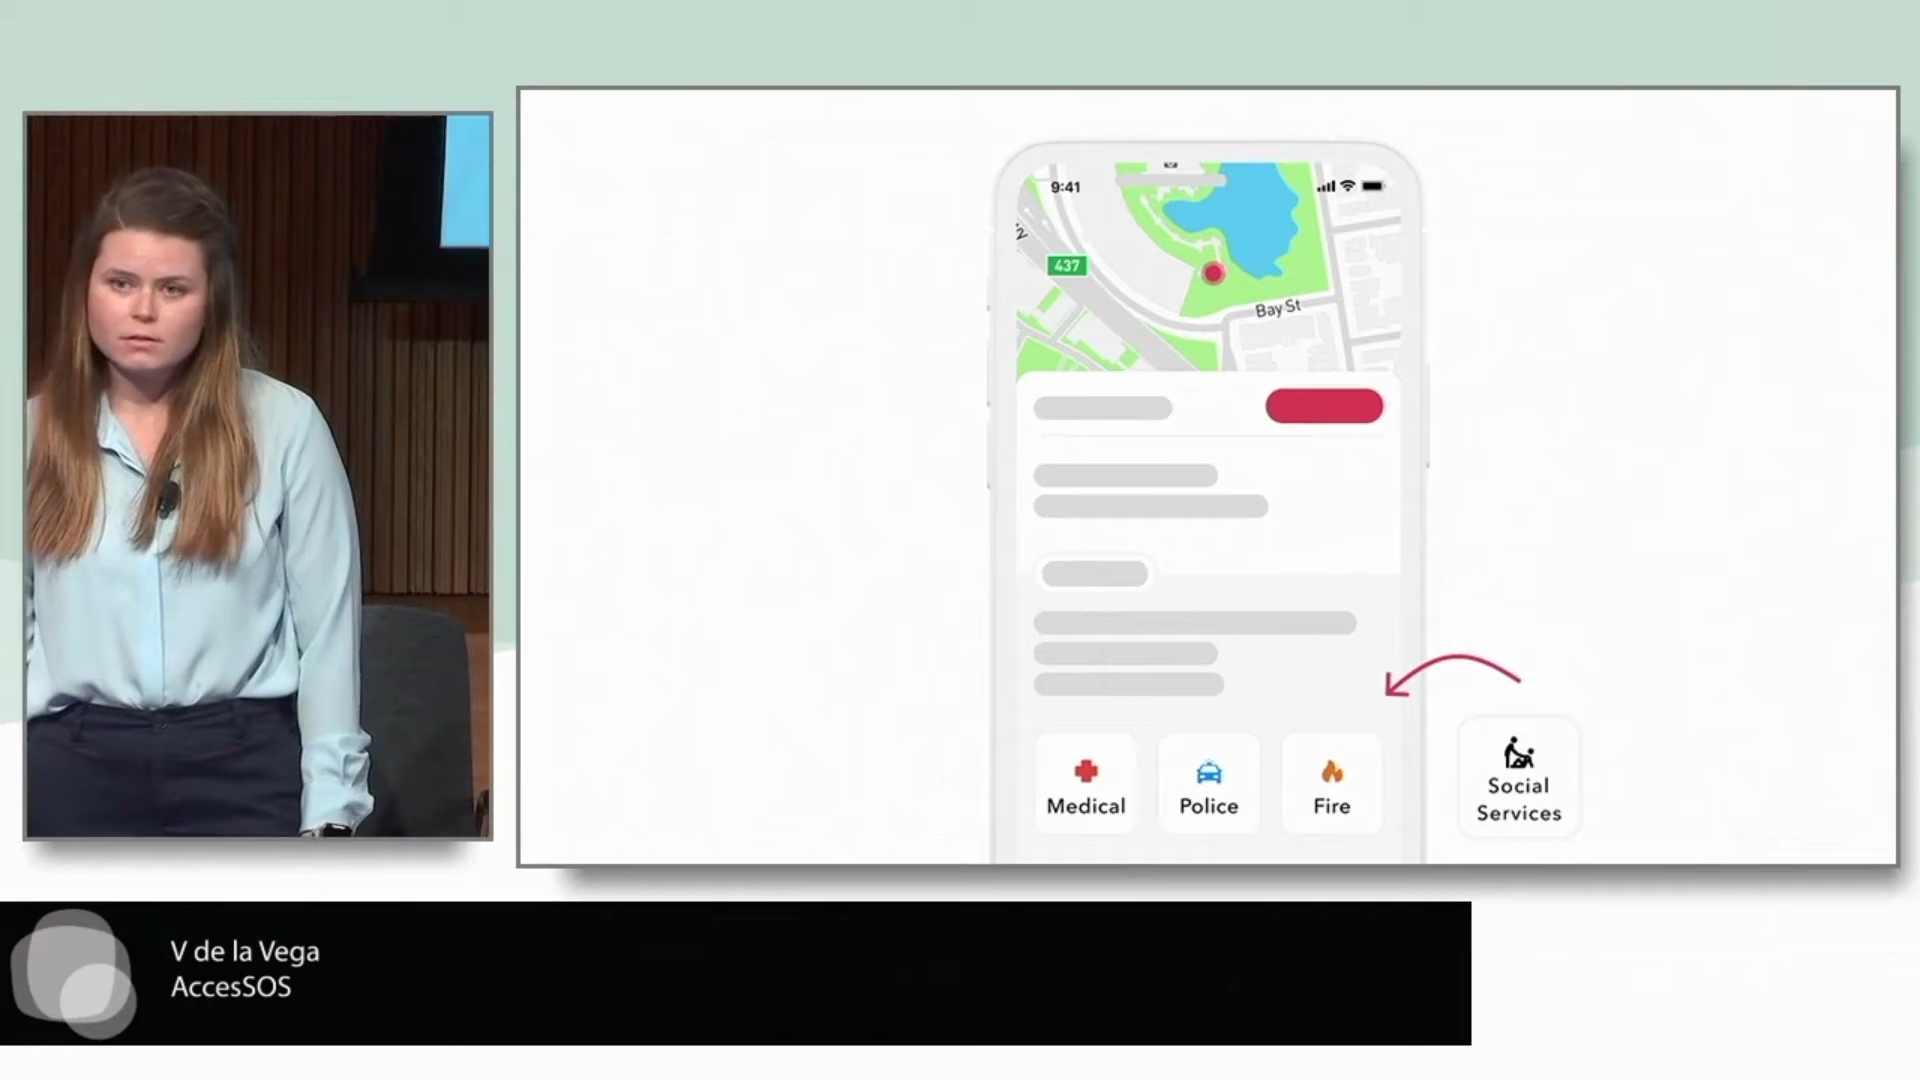 9:41
437
Bay St
Medical
Police
Fire
Social
Services
V de la Vega
AccesSOS